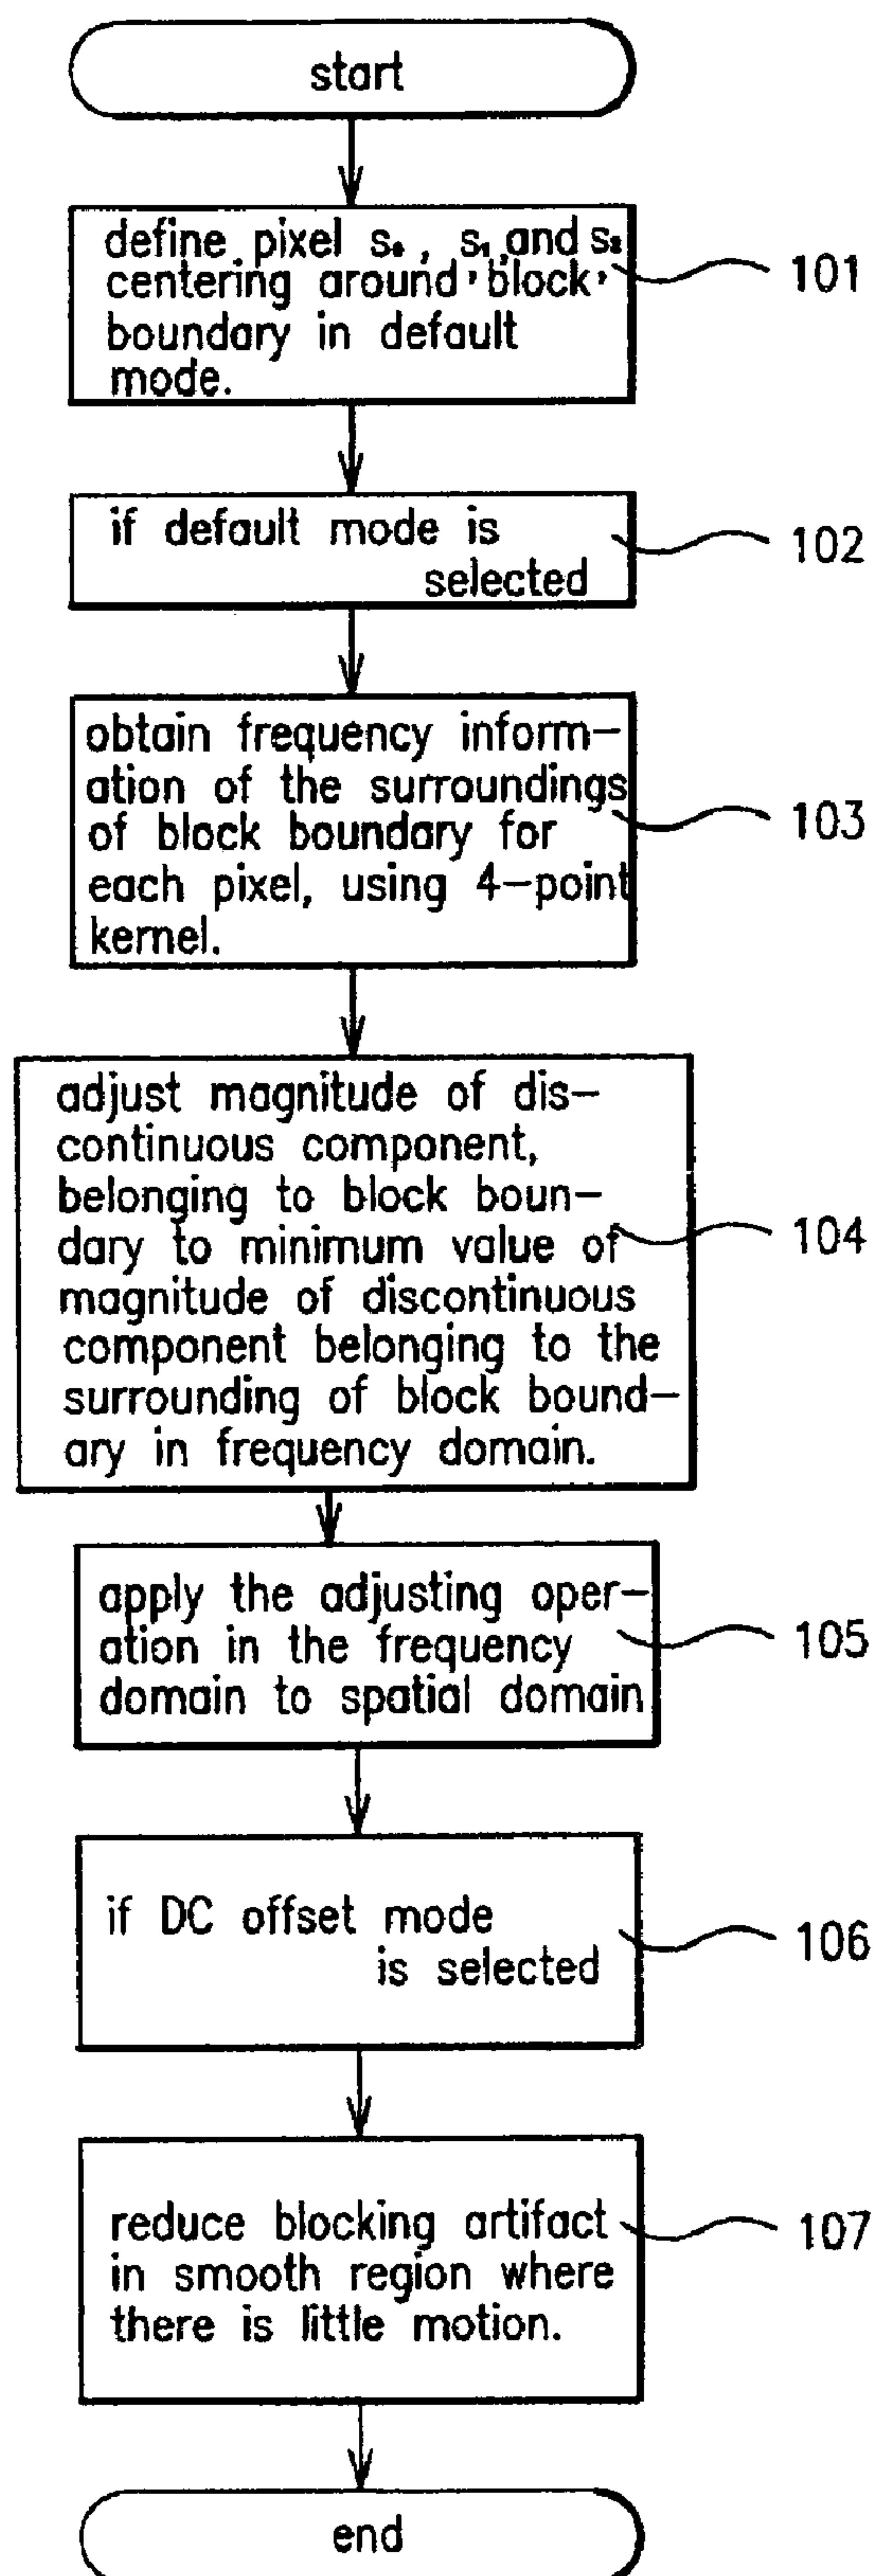 start
define pixel s₀, s₁ and s₂
centering around block
boundary in default
mode.
101
if default mode is
selected
102
obtain frequency inform-
ation of the surroundings
of block boundary for
each pixel, using 4-point
kernel.
103
adjust magnitude of dis-
continuous component,
belonging to block boun-
dary to minimum value of
magnitude of discontinuous
component belonging to the
surrounding of block bound-
ary in frequency domain.
104
apply the adjusting oper-
ation in the frequency
domain to spatial domain
105
if DC offset mode
is selected
106
reduce blocking artifact
in smooth region where
there is little motion.
107
end